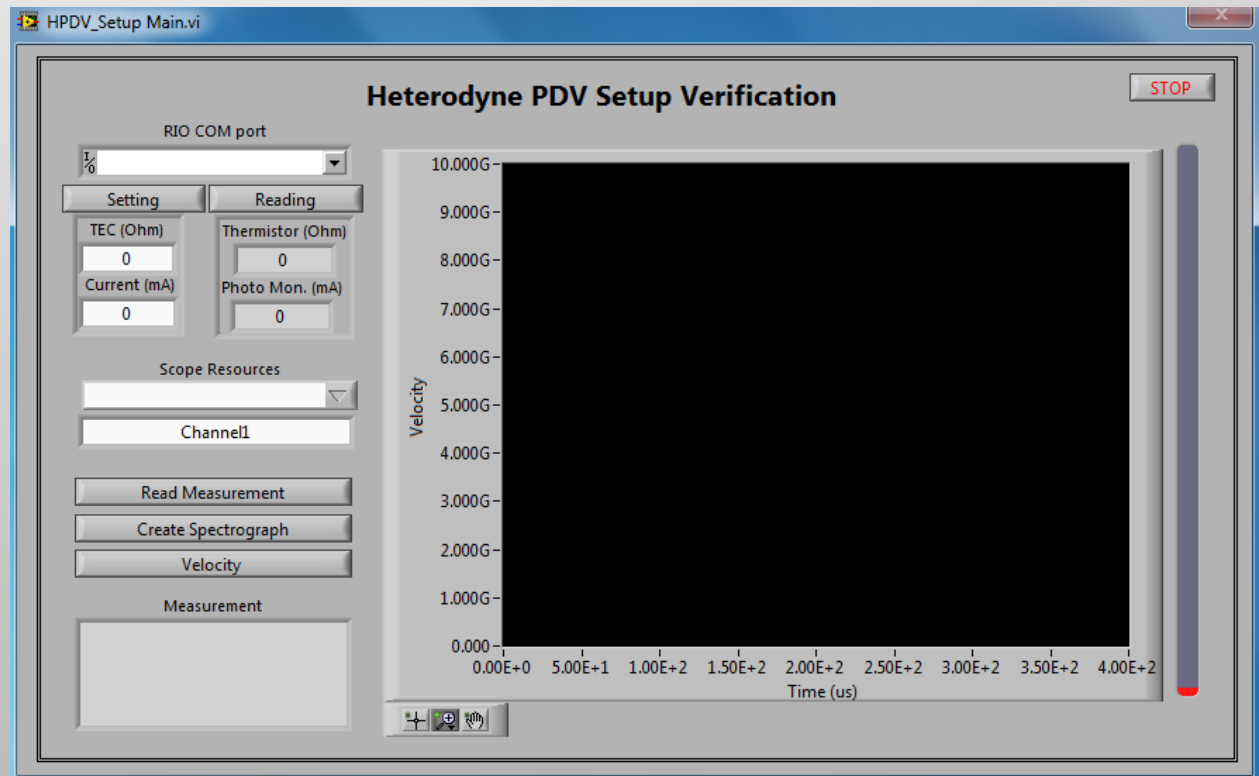 HPDV_Setup Main.vi
Heterodyne PDV Setup Verification
STOP
RIO COM port
I/O
Setting
Reading
TEC (Ohm)
Thermistor (Ohm)
0
0
Current (mA)
Photo Mon. (mA)
0
0
Scope Resources
Channel1
Read Measurement
Create Spectrograph
Velocity
Measurement
Velocity
10.000G
9.000G
8.000G
7.000G
6.000G
5.000G
4.000G
3.000G
2.000G
1.000G
0.000
0.00E+0 5.00E+1 1.00E+2 1.50E+2 2.00E+2 2.50E+2 3.00E+2 3.50E+2 4.00E+2
Time (us)